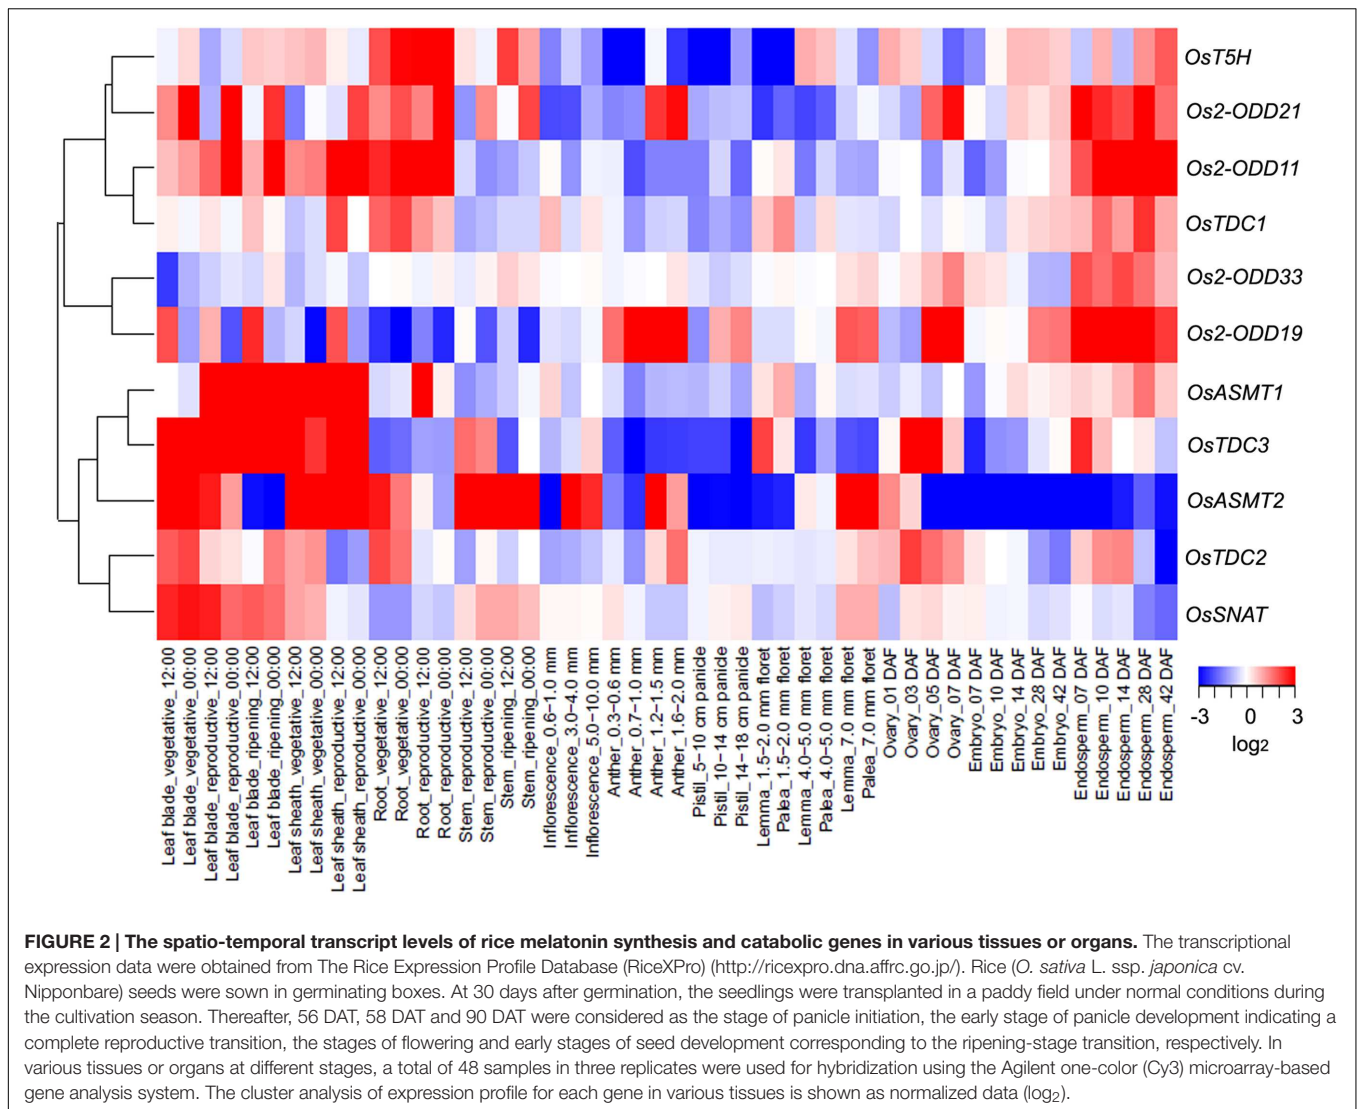 OsT5H
Os2-ODD21
Os2-ODD11
OsTDC1
Os2-ODD33
Os2-ODD19
OsASMT1
OsTDC3
OsASMT2
OsTDC2
OsSNAT
Leaf blade_vegetative_12:00
Leaf blade_vegetative_00:00
Leaf blade_reproductive_12:00
Leaf blade_reproductive_00:00
Leaf blade_ripening_12:00
Leaf blade_ripening_00:00
Leaf sheath_vegetative_12:00
Leaf sheath_vegetative_00:00
Leaf sheath_reproductive_12:00
Leaf sheath_reproductive_00:00
Root_vegetative_12:00
Root_vegetative_00:00
Root_reproductive_12:00
Root_reproductive_00:00
Stem_reproductive_12:00
Stem_reproductive_00:00
Stem_ripening_12:00
Stem_ripening_00:00
Inflorescence_0.6–1.0 mm
Inflorescence_3.0–4.0 mm
Inflorescence_5.0–10.0 mm
Anther_0.3–0.6 mm
Anther_0.7–1.0 mm
Anther_1.2–1.5 mm
Anther_1.6–2.0 mm
Pistil_5–10 cm panicle
Pistil_10–14 cm panicle
Pistil_14–18 cm panicle
Lemma_1.5–2.0 mm floret
Palea_1.5–2.0 mm floret
Lemma_4.0–5.0 mm floret
Palea_4.0–5.0 mm floret
Lemma_7.0 mm floret
Palea_7.0 mm floret
Ovary_01 DAF
Ovary_03 DAF
Ovary_05 DAF
Ovary_07 DAF
Embryo_07 DAF
Embryo_10 DAF
Embryo_14 DAF
Embryo_28 DAF
Embryo_42 DAF
Endosperm_07 DAF
Endosperm_10 DAF
Endosperm_14 DAF
Endosperm_28 DAF
Endosperm_42 DAF
-3 0 3
log2
FIGURE 2 | The spatio-temporal transcript levels of rice melatonin synthesis and catabolic genes in various tissues or organs. The transcriptional
expression data were obtained from The Rice Expression Profile Database (RiceXPro) (http://ricexpro.dna.affrc.go.jp/). Rice (O. sativa L. ssp. japonica cv.
Nipponbare) seeds were sown in germinating boxes. At 30 days after germination, the seedlings were transplanted in a paddy field under normal conditions during
the cultivation season. Thereafter, 56 DAT, 58 DAT and 90 DAT were considered as the stage of panicle initiation, the early stage of panicle development indicating a
complete reproductive transition, the stages of flowering and early stages of seed development corresponding to the ripening-stage transition, respectively. In
various tissues or organs at different stages, a total of 48 samples in three replicates were used for hybridization using the Agilent one-color (Cy3) microarray-based
gene analysis system. The cluster analysis of expression profile for each gene in various tissues is shown as normalized data (log₂).